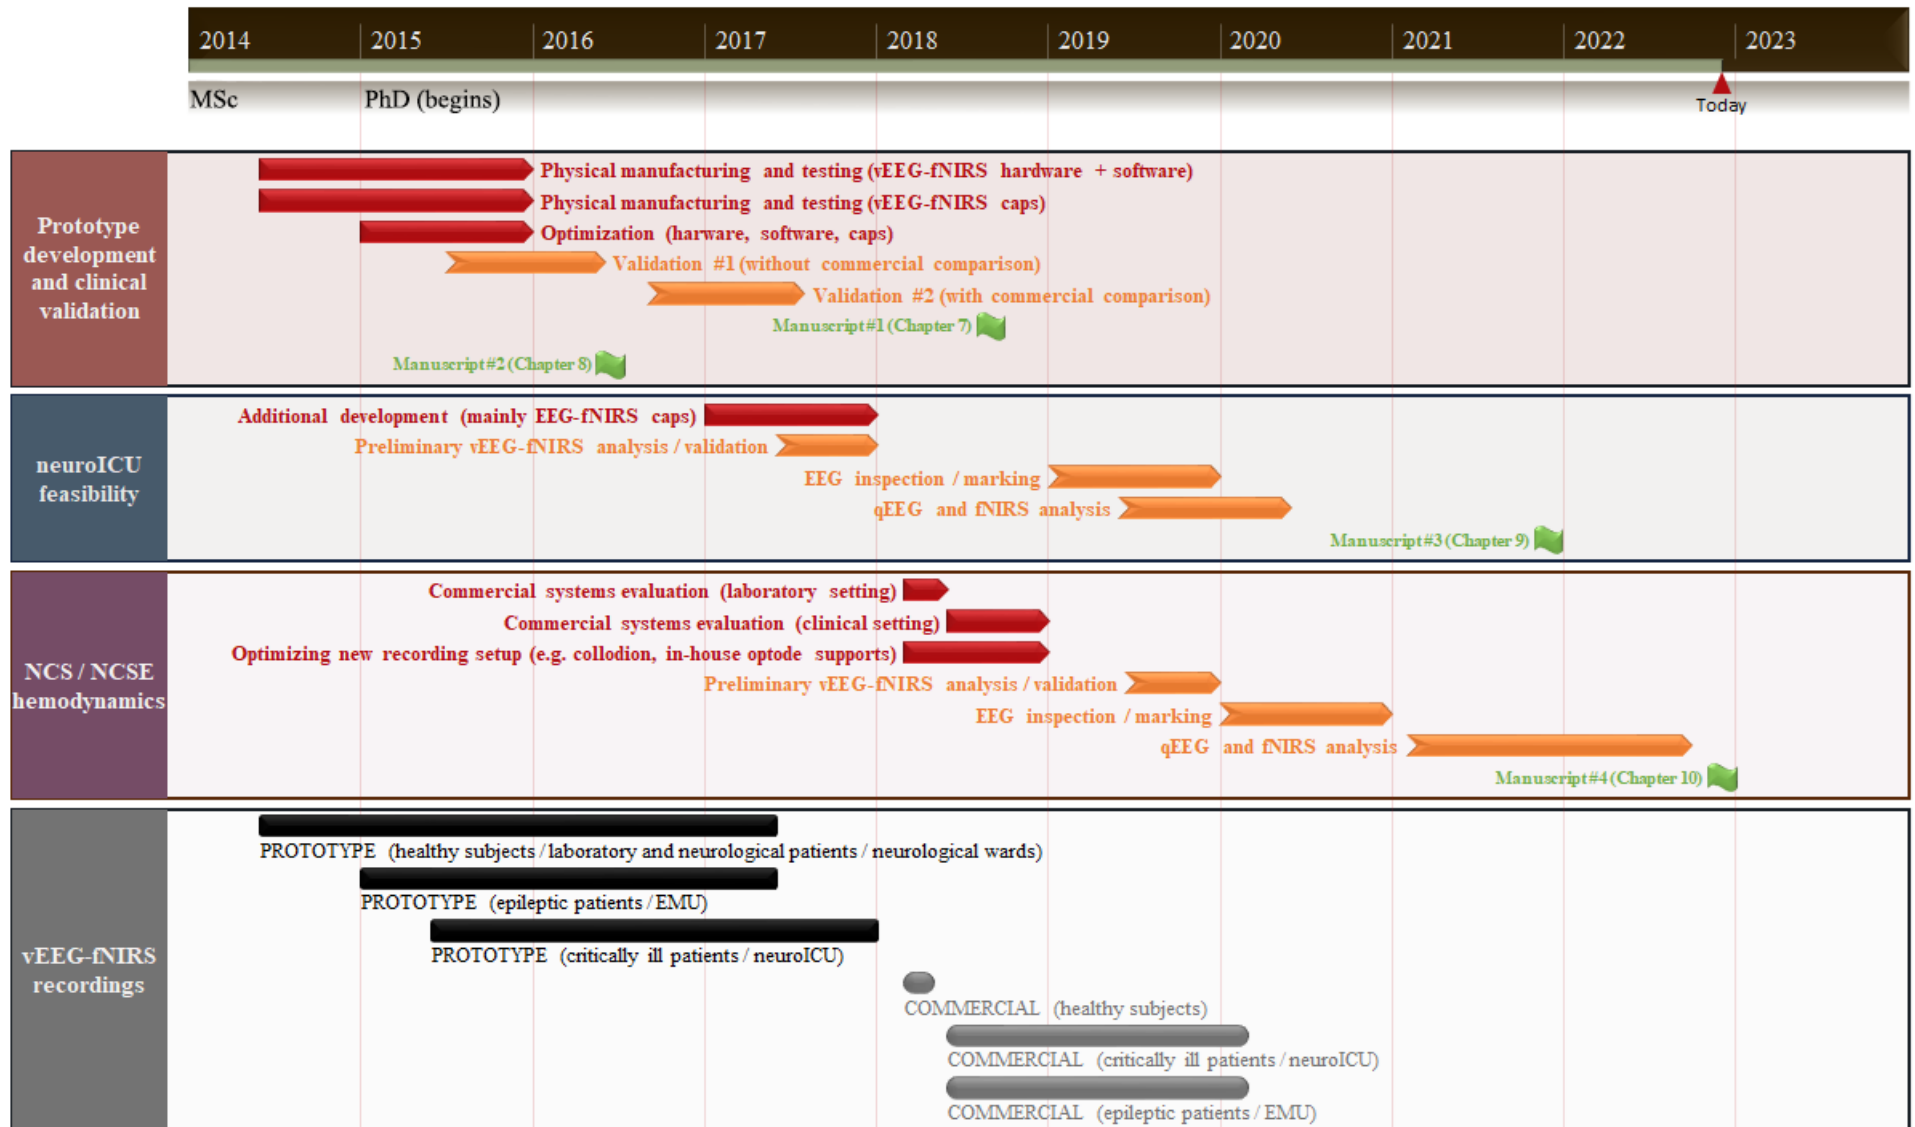 2014 2015 2016 2017 2018 2019 2020 2021 2022 2023
MSc PhD (begins)
Today
Prototype
development
and clinical
validation
Physical manufacturing and testing (vEEG-fNIRS hardware + software)
Physical manufacturing and testing (vEEG-fNIRS caps)
Optimization (harware, software, caps)
Validation #1 (without commercial comparison)
Validation #2 (with commercial comparison)
Manuscript #1 (Chapter 7)
Manuscript #2 (Chapter 8)
neuroICU
feasibility
Additional development (mainly EEG-fNIRS caps)
Preliminary vEEG-fNIRS analysis / validation
EEG inspection / marking
qEEG and fNIRS analysis
Manuscript #3 (Chapter 9)
NCS / NCSE
hemodynamics
Commercial systems evaluation (laboratory setting)
Commercial systems evaluation (clinical setting)
Optimizing new recording setup (e.g. collodion, in-house optode supports)
Preliminary vEEG-fNIRS analysis / validation
EEG inspection / marking
qEEG and fNIRS analysis
Manuscript #4 (Chapter 10)
vEEG-fNIRS
recordings
PROTOTYPE (healthy subjects / laboratory and neurological patients / neurological wards)
PROTOTYPE (epileptic patients / EMU)
PROTOTYPE (critically ill patients / neuroICU)
COMMERCIAL (healthy subjects)
COMMERCIAL (critically ill patients / neuroICU)
COMMERCIAL (epileptic patients / EMU)